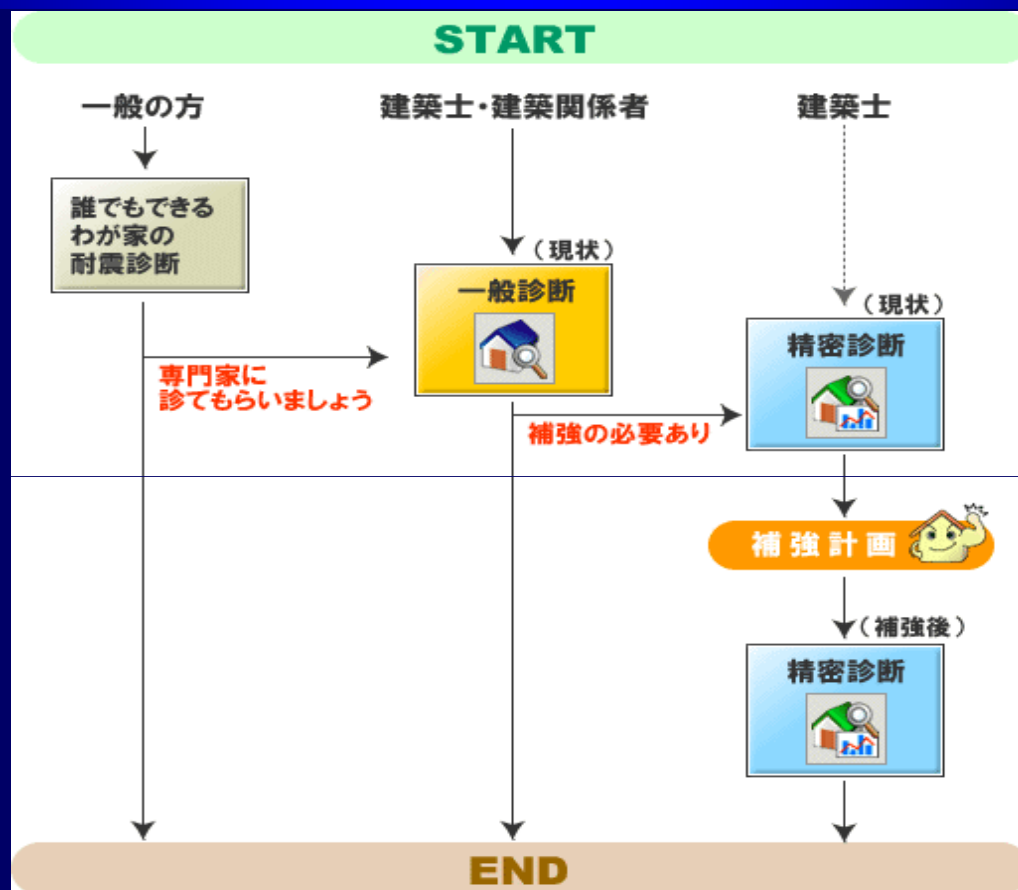 START
一般の方
建築士・建築関係者
建築士
誰でもできる
わが家の
耐震診断
(現状)
一般診断
(現状)
精密診断
専門家に
診てもらいましょう
補強の必要あり
補強計画
(補強後)
精密診断
END